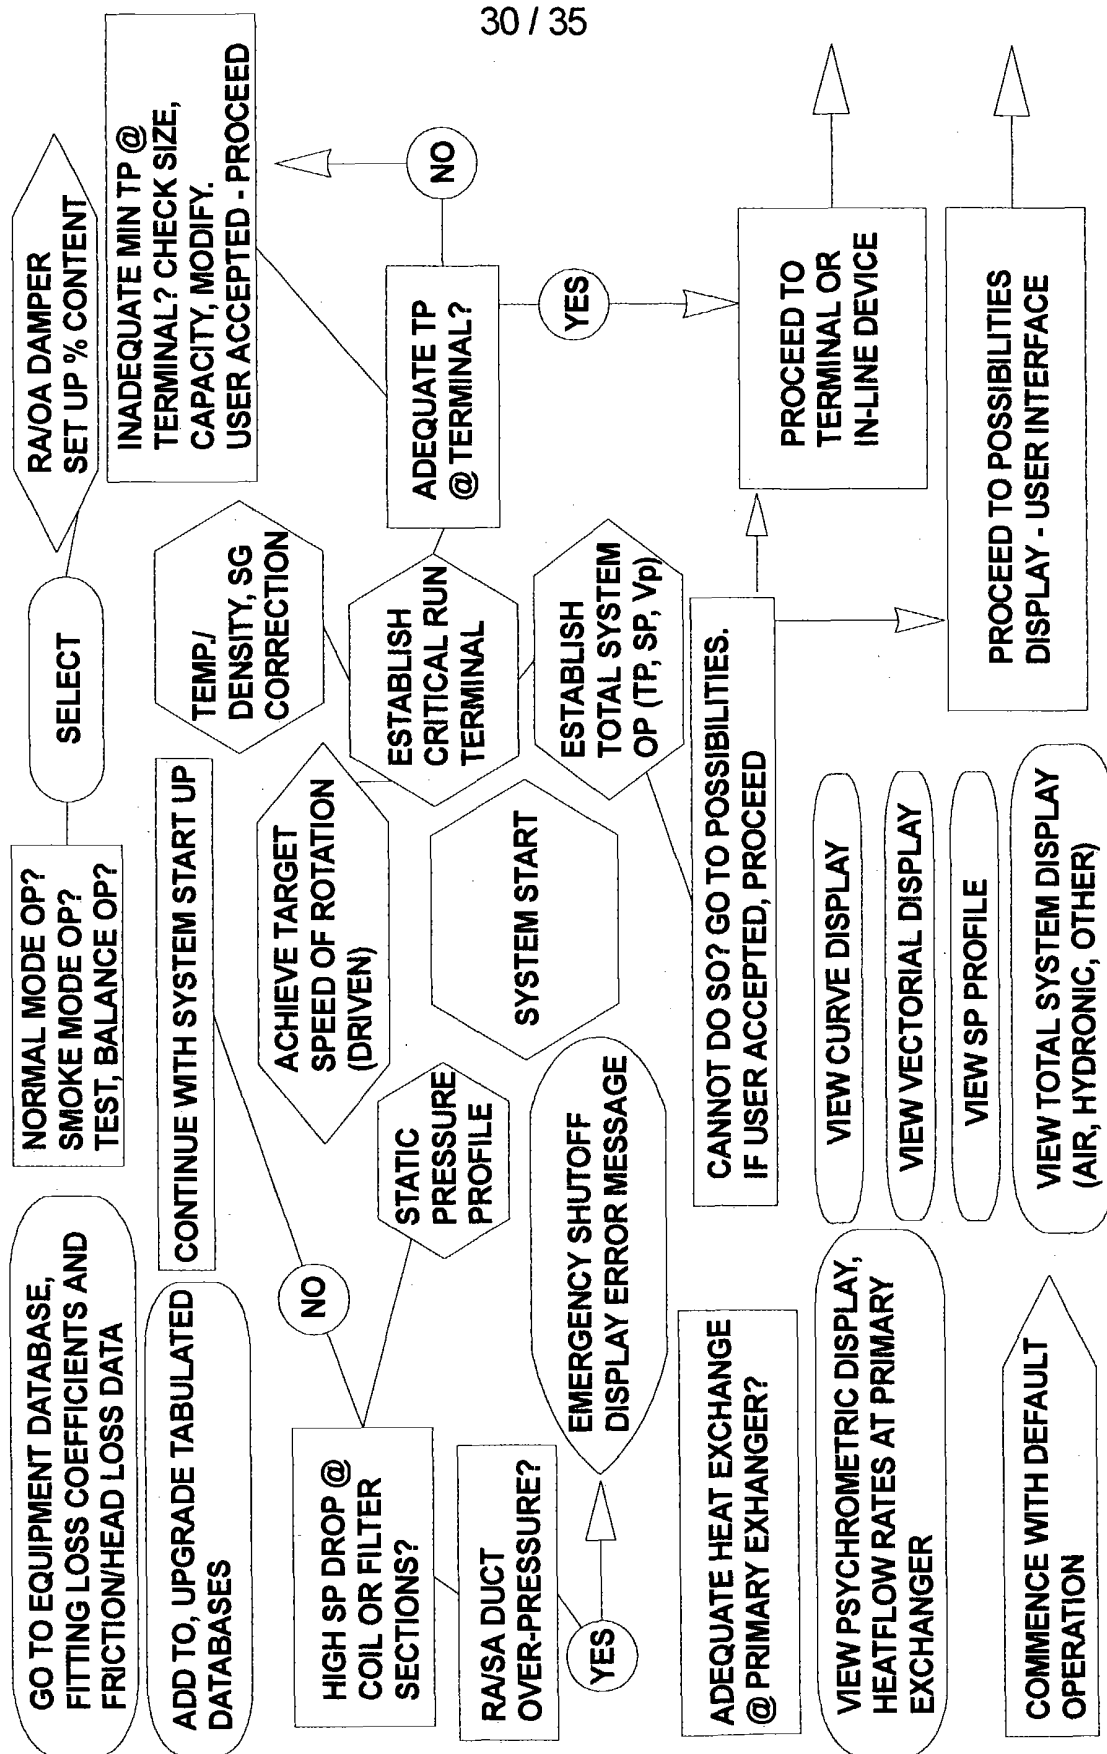 30 / 35
GO TO EQUIPMENT DATABASE,
FITTING LOSS COEFFICIENTS AND
FRICTION/HEAD LOSS DATA
NORMAL MODE OP?
SMOKE MODE OP?
TEST, BALANCE OP?
SELECT
RA/OA DAMPER
SET UP % CONTENT
ADD TO, UPGRADE TABULATED
DATABASES
CONTINUE WITH SYSTEM START UP
TEMP./
DENSITY, SG
CORRECTION
INADEQUATE MIN TP @
TERMINAL? CHECK SIZE,
CAPACITY, MODIFY.
USER ACCEPTED - PROCEED
NO
ACHIEVE TARGET
SPEED OF ROTATION
(DRIVEN)
HIGH SP DROP @
COIL OR FILTER
SECTIONS?
STATIC
PRESSURE
PROFILE
ESTABLISH
CRITICAL RUN
TERMINAL
ADEQUATE TP
@ TERMINAL?
NO
RA/SA DUCT
OVER-PRESSURE?
SYSTEM START
YES
EMERGENCY SHUTOFF
DISPLAY ERROR MESSAGE
ESTABLISH
TOTAL SYSTEM
OP (TP, SP, Vp)
YES
ADEQUATE HEAT EXCHANGE
@ PRIMARY EXHANGER?
CANNOT DO SO? GO TO POSSIBILITIES.
IF USER ACCEPTED, PROCEED
PROCEED TO
TERMINAL OR
IN-LINE DEVICE
VIEW PSYCHROMETRIC DISPLAY,
HEATFLOW RATES AT PRIMARY
EXCHANGER
VIEW CURVE DISPLAY
VIEW VECTORIAL DISPLAY
VIEW SP PROFILE
PROCEED TO POSSIBILITIES
DISPLAY - USER INTERFACE
COMMENCE WITH DEFAULT
OPERATION
VIEW TOTAL SYSTEM DISPLAY
(AIR, HYDRONIC, OTHER)